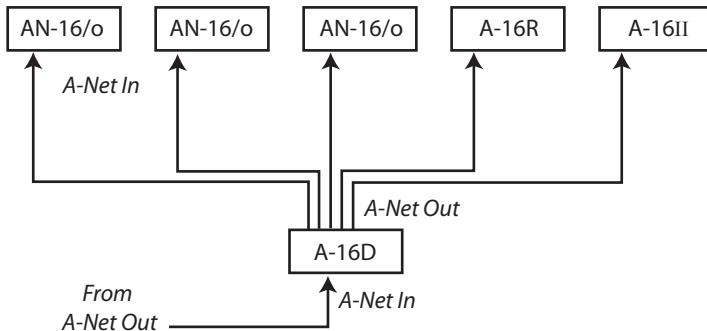 AN-16/o
AN-16/o
AN-16/o
A-16R
A-16II
A-Net In
A-Net Out
A-16D
From
A-Net Out
A-Net In